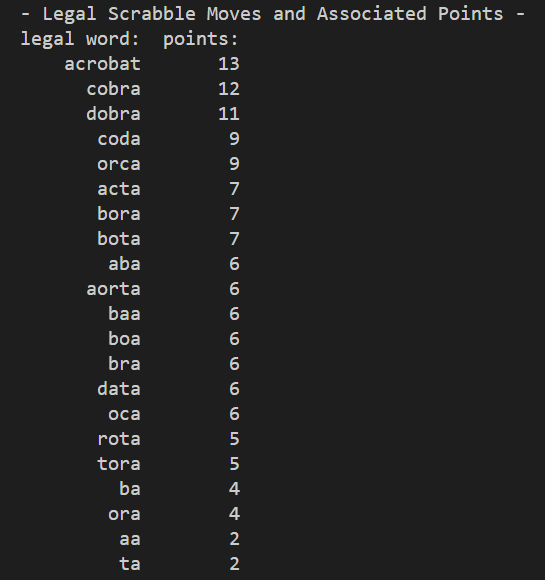 - Legal Scrabble Moves and Associated Points -
legal word:  points:
acrobat 13
cobra 12
dobra 11
coda 9
orca 9
acta 7
bora 7
bota 7
aba 6
aorta 6
baa 6
boa 6
bra 6
data 6
oca 6
rota 5
tora 5
ba 4
ora 4
aa 2
ta 2